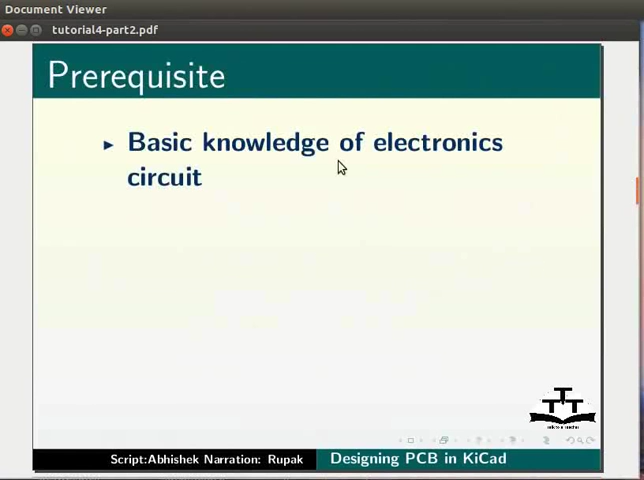 Document Viewer
tutorial4-part2.pdf
Prerequisite
Basic knowledge of electronics
circuit
Script:Abhishek Narration: Rupak
Designing PCB in KiCad